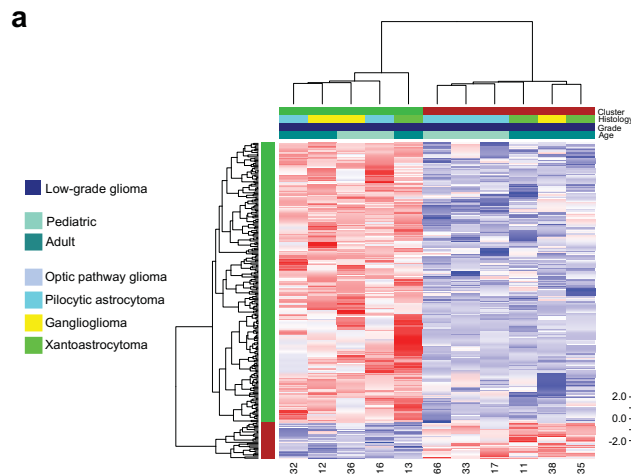 a
Cluster
Histology
Grade
Age
Low-grade glioma
Pediatric
Adult
Optic pathway glioma
Pilocytic astrocytoma
Ganglioglioma
Xantoastrocytoma
2.0
0.0
-2.0
32 12 36 16 13 66 33 17 11 38 35